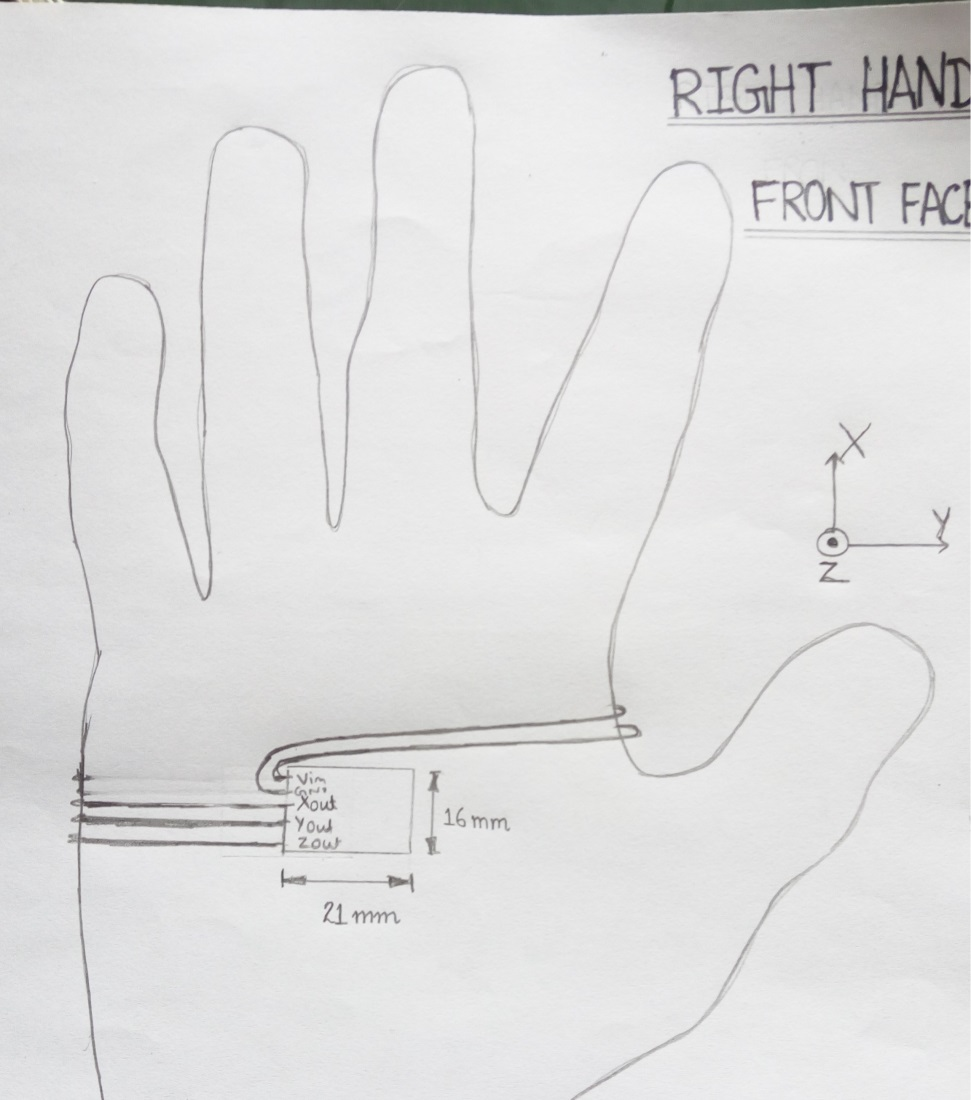 RIGHT HAND
FRONT FACE
X
Y
Z
Vin
GND
Xout
Yout
Zout
16mm
21mm